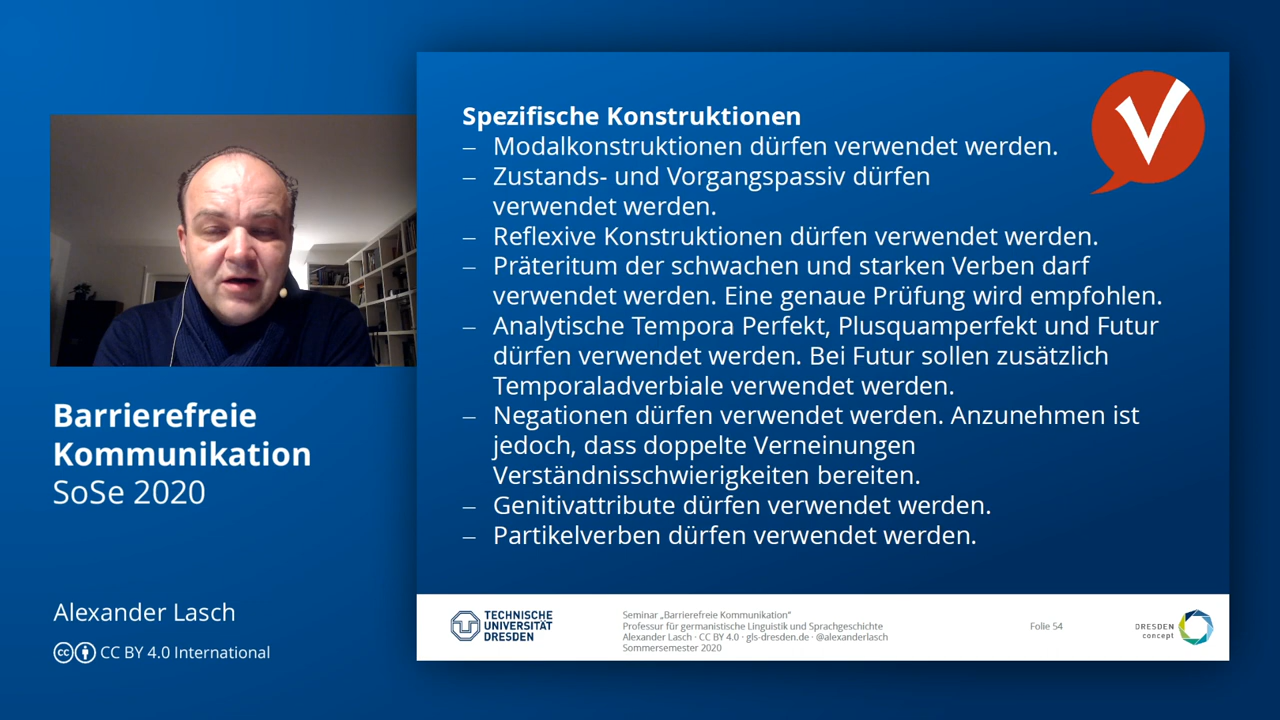 Spezifische Konstruktionen
– Modalkonstruktionen dürfen verwendet werden.
– Zustands- und Vorgangspassiv dürfen
verwendet werden.
– Reflexive Konstruktionen dürfen verwendet werden.
– Präteritum der schwachen und starken Verben darf
verwendet werden. Eine genaue Prüfung wird empfohlen.
– Analytische Tempora Perfekt, Plusquamperfekt und Futur
dürfen verwendet werden. Bei Futur sollen zusätzlich
Temporaladverbiale verwendet werden.
– Negationen dürfen verwendet werden. Anzunehmen ist
jedoch, dass doppelte Verneinungen
Verständnisschwierigkeiten bereiten.
– Genitivattribute dürfen verwendet werden.
– Partikelverben dürfen verwendet werden.
Barrierefreie
Kommunikation
SoSe 2020
Alexander Lasch
cc CC BY 4.0 International
TECHNISCHE
UNIVERSITÄT
DRESDEN
Seminar „Barrierefreie Kommunikation“
Professur für germanistische Linguistik und Sprachgeschichte
Alexander Lasch · CC BY 4.0 · gls-dresden.de · @alexanderlasch
Sommersemester 2020
Folie 54
DRESDEN
concept